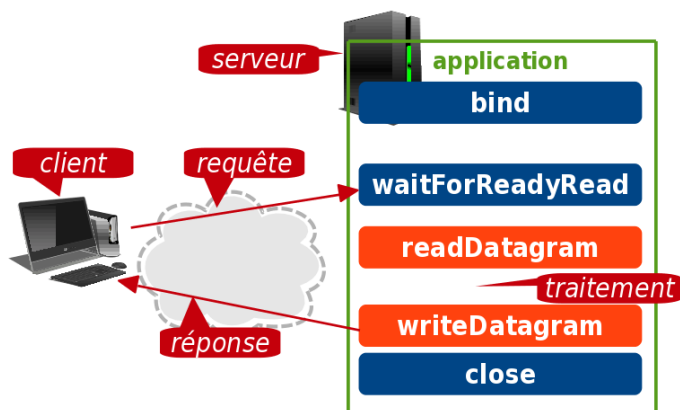 serveur
application
bind
client
requête
waitForReadyRead
readDatagram
traitement
writeDatagram
réponse
close